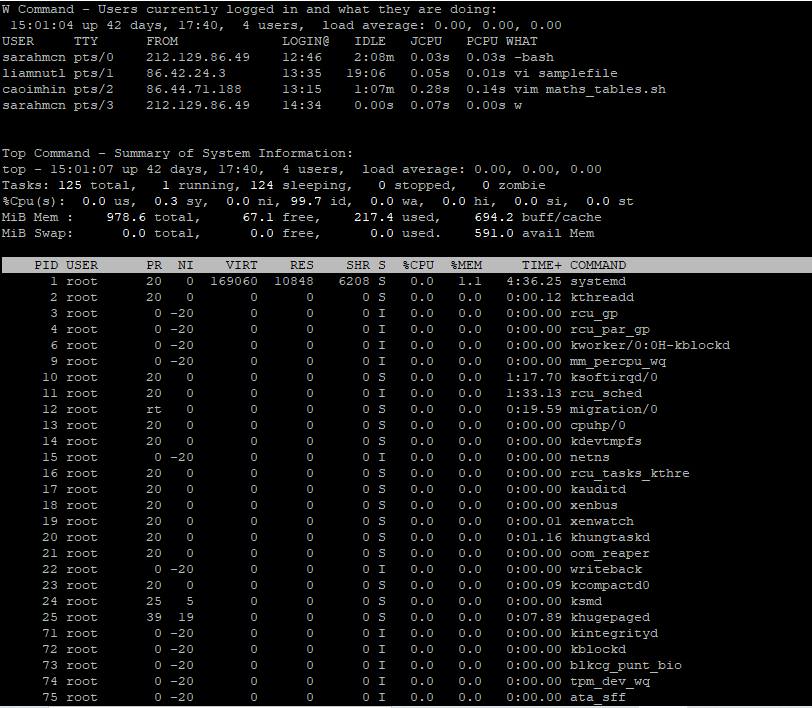 W Command - Users currently logged in and what they are doing:
 15:01:04 up 42 days, 17:40,  4 users,  load average: 0.00, 0.00, 0.00
USER     TTY      FROM             LOGIN@   IDLE   JCPU   PCPU WHAT
sarahmcn pts/0    212.129.86.49    12:46    2:08m  0.03s  0.03s -bash
liamnutl pts/1    86.42.24.3       13:35   19:06   0.05s  0.01s vi samplefile
caoimhin pts/2    86.44.71.188     13:15    1:07m  0.28s  0.14s vim maths_tables.sh
sarahmcn pts/3    212.129.86.49    14:34    0.00s  0.07s  0.00s w
Top Command - Summary of System Information:
top - 15:01:07 up 42 days, 17:40,  4 users,  load average: 0.00, 0.00, 0.00
Tasks: 125 total,   1 running, 124 sleeping,   0 stopped,   0 zombie
%Cpu(s):  0.0 us,  0.3 sy,  0.0 ni, 99.7 id,  0.0 wa,  0.0 hi,  0.0 si,  0.0 st
MiB Mem :    978.6 total,     67.1 free,    217.4 used,    694.2 buff/cache
MiB Swap:      0.0 total,      0.0 free,      0.0 used.    591.0 avail Mem
    PID USER      PR  NI    VIRT    RES    SHR S  %CPU  %MEM     TIME+ COMMAND
      1 root      20   0  169060  10848   6208 S   0.0   1.1   4:36.25 systemd
      2 root      20   0       0      0      0 S   0.0   0.0   0:00.12 kthreadd
      3 root       0 -20       0      0      0 I   0.0   0.0   0:00.00 rcu_gp
      4 root       0 -20       0      0      0 I   0.0   0.0   0:00.00 rcu_par_gp
      6 root       0 -20       0      0      0 I   0.0   0.0   0:00.00 kworker/0:0H-kblockd
      9 root       0 -20       0      0      0 I   0.0   0.0   0:00.00 mm_percpu_wq
     10 root      20   0       0      0      0 S   0.0   0.0   1:17.70 ksoftirqd/0
     11 root      20   0       0      0      0 I   0.0   0.0   1:33.13 rcu_sched
     12 root      rt   0       0      0      0 S   0.0   0.0   0:19.59 migration/0
     13 root      20   0       0      0      0 S   0.0   0.0   0:00.00 cpuhp/0
     14 root      20   0       0      0      0 S   0.0   0.0   0:00.00 kdevtmpfs
     15 root       0 -20       0      0      0 I   0.0   0.0   0:00.00 netns
     16 root      20   0       0      0      0 S   0.0   0.0   0:00.00 rcu_tasks_kthre
     17 root      20   0       0      0      0 S   0.0   0.0   0:00.00 kauditd
     18 root      20   0       0      0      0 S   0.0   0.0   0:00.00 xenbus
     19 root      20   0       0      0      0 S   0.0   0.0   0:00.01 xenwatch
     20 root      20   0       0      0      0 S   0.0   0.0   0:01.16 khungtaskd
     21 root      20   0       0      0      0 S   0.0   0.0   0:00.00 oom_reaper
     22 root       0 -20       0      0      0 I   0.0   0.0   0:00.00 writeback
     23 root      20   0       0      0      0 S   0.0   0.0   0:00.09 kcompactd0
     24 root      25   5       0      0      0 S   0.0   0.0   0:00.00 ksmd
     25 root      39  19       0      0      0 S   0.0   0.0   0:07.89 khugepaged
     71 root       0 -20       0      0      0 I   0.0   0.0   0:00.00 kintegrityd
     72 root       0 -20       0      0      0 I   0.0   0.0   0:00.00 kblockd
     73 root       0 -20       0      0      0 I   0.0   0.0   0:00.00 blkcg_punt_bio
     74 root       0 -20       0      0      0 I   0.0   0.0   0:00.00 tpm_dev_wq
     75 root       0 -20       0      0      0 I   0.0   0.0   0:00.00 ata_sff